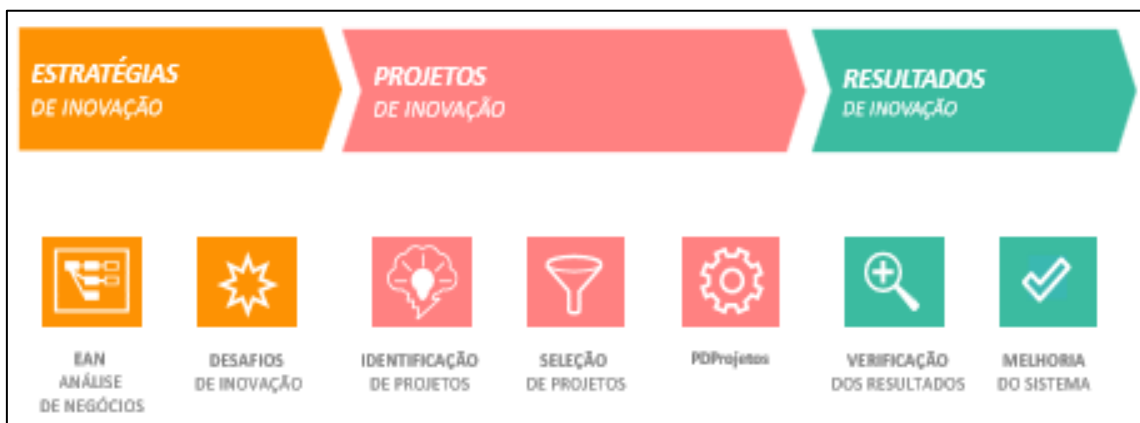 ESTRATÉGIAS
DE INOVAÇÃO
PROJETOS
DE INOVAÇÃO
RESULTADOS
DE INOVAÇÃO
EAN
ANÁLISE
DE NEGÓCIOS
DESAFIOS
DE INOVAÇÃO
IDENTIFICAÇÃO
DE PROJETOS
SELEÇÃO
DE PROJETOS
PDProjetos
VERIFICAÇÃO
DOS RESULTADOS
MELHORIA
DO SISTEMA